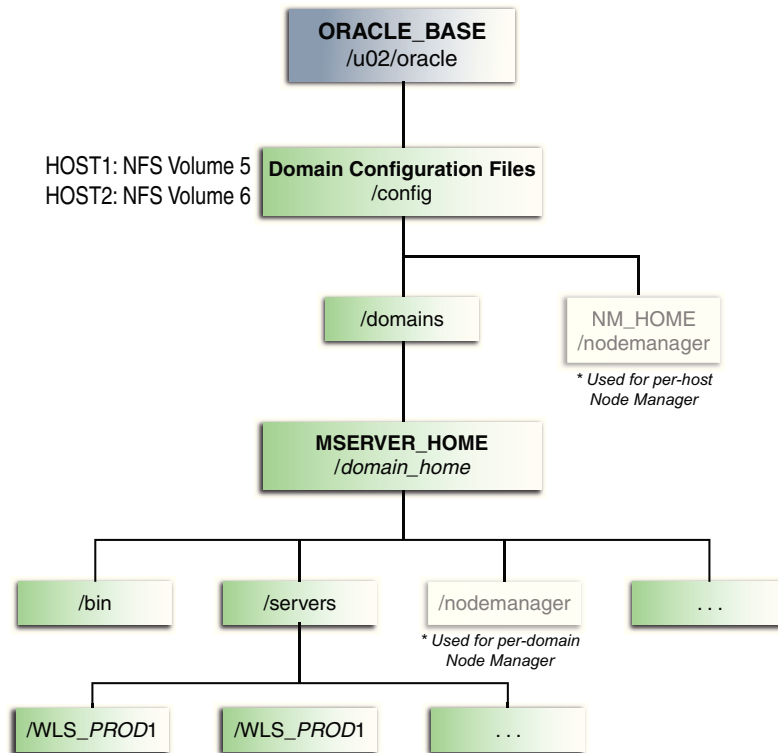 ORACLE_BASE
/u02/oracle
HOST1: NFS Volume 5
HOST2: NFS Volume 6
Domain Configuration Files
/config
/domains
NM_HOME
/nodemanager
* Used for per-host
Node Manager
MSERVER_HOME
/domain_home
/bin
/servers
/nodemanager
. . .
* Used for per-domain
Node Manager
/WLS_PROD1
/WLS_PROD1
. . .